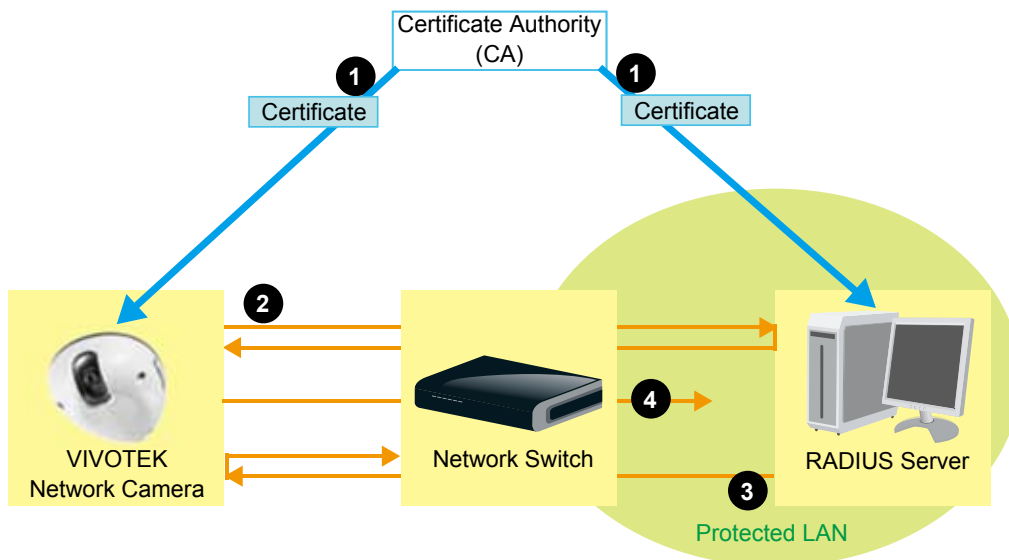 Certificate Authority
(CA)
1
1
Certificate
Certificate
2
4
VIVOTEK
Network Camera
Network Switch
RADIUS Server
3
Protected LAN